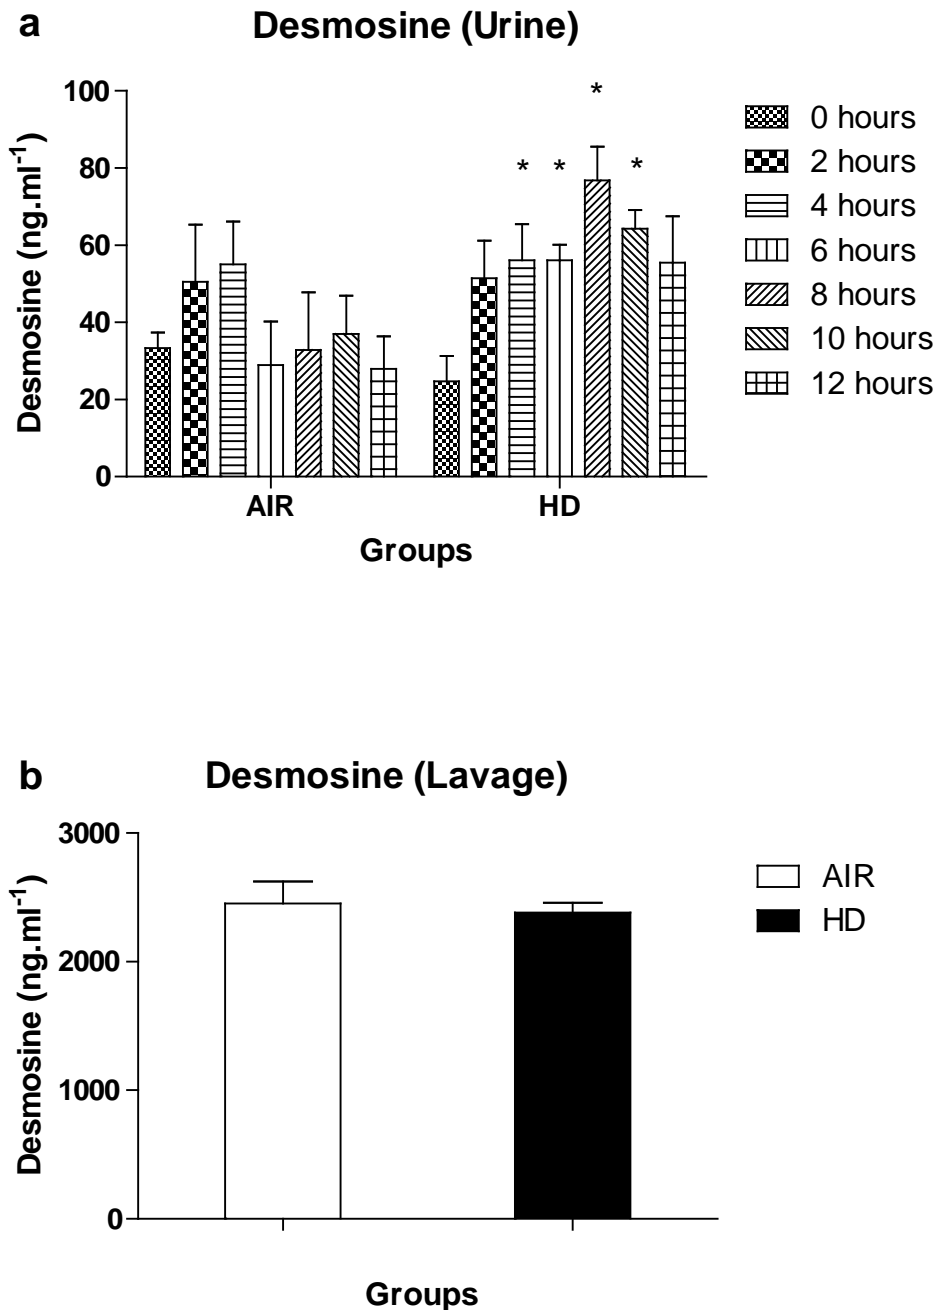 a
Desmosine (Urine)
Desmosine (ng.ml⁻¹)
100
80
60
40
20
0
* * * *
AIR HD
Groups
0 hours
2 hours
4 hours
6 hours
8 hours
10 hours
12 hours
b
Desmosine (Lavage)
Desmosine (ng.ml⁻¹)
3000
2000
1000
0
Groups
AIR
HD